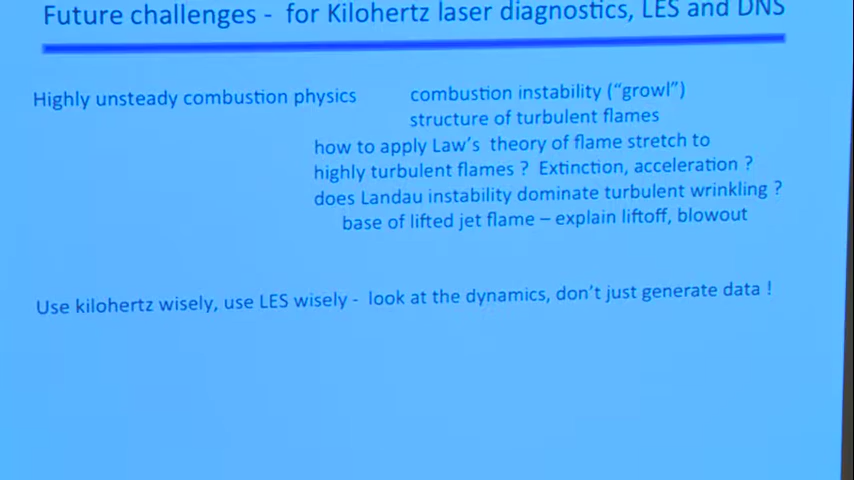 Future challenges - for Kilohertz laser diagnostics, LES and DNS
Highly unsteady combustion physics combustion instability (“growl”)
structure of turbulent flames
how to apply Law’s theory of flame stretch to
highly turbulent flames ? Extinction, acceleration ?
does Landau instability dominate turbulent wrinkling ?
base of lifted jet flame – explain liftoff, blowout
Use kilohertz wisely, use LES wisely - look at the dynamics, don’t just generate data !